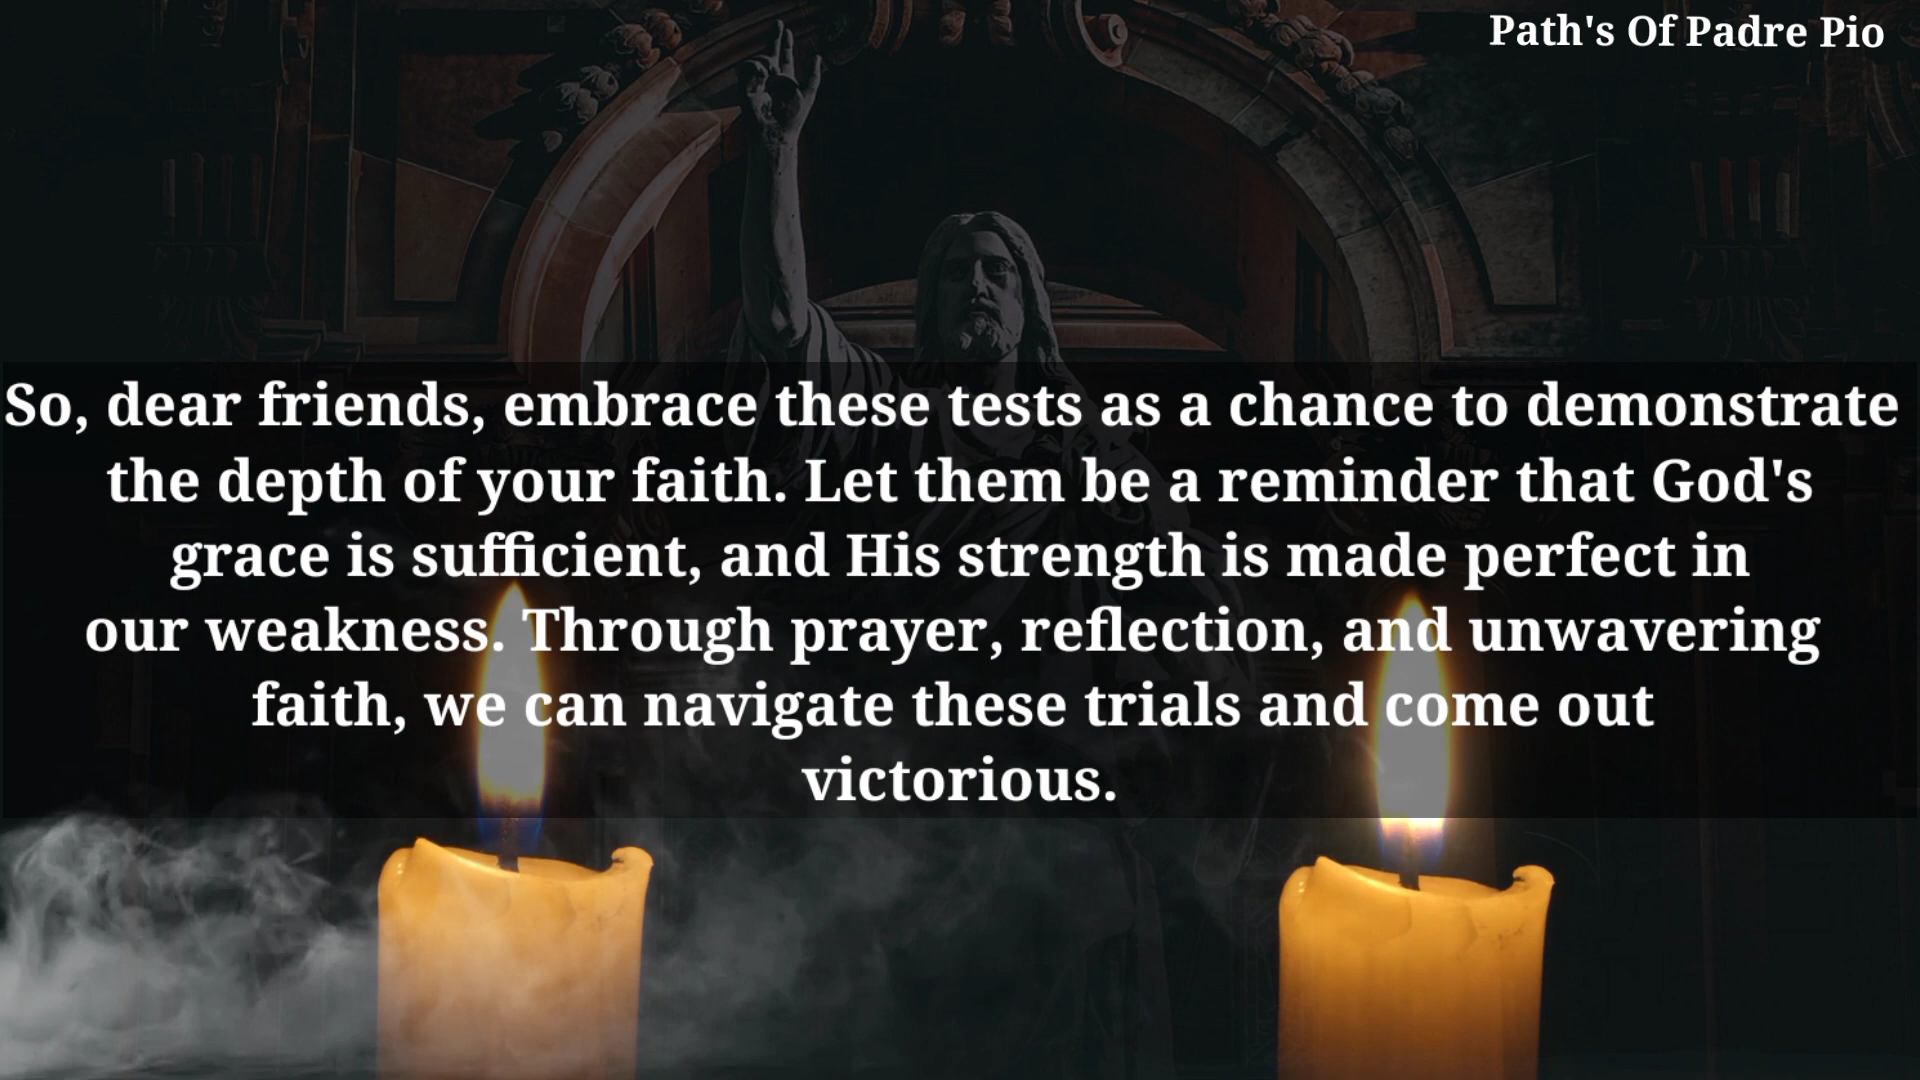 Path's Of Padre Pio
So, dear friends, embrace these tests as a chance to demonstrate
the depth of your faith. Let them be a reminder that God's
grace is sufficient, and His strength is made perfect in
our weakness. Through prayer, reflection, and unwavering
faith, we can navigate these trials and come out
victorious.